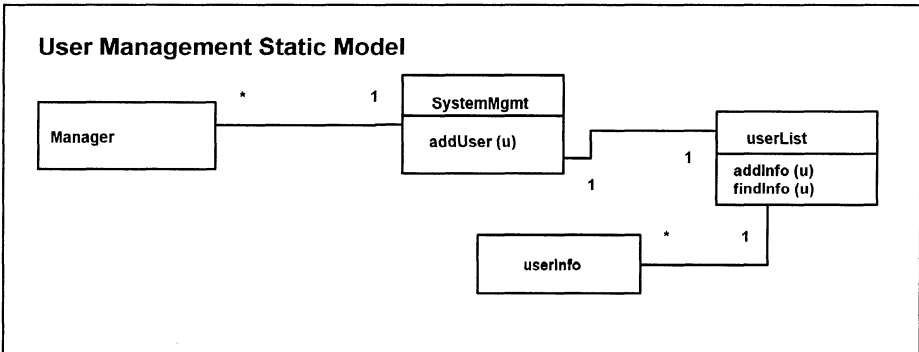 User Management Static Model
* 1
SystemMgmt
Manager
addUser (u)
userList
1
1
addInfo (u)
findInfo (u)
* 1
userInfo